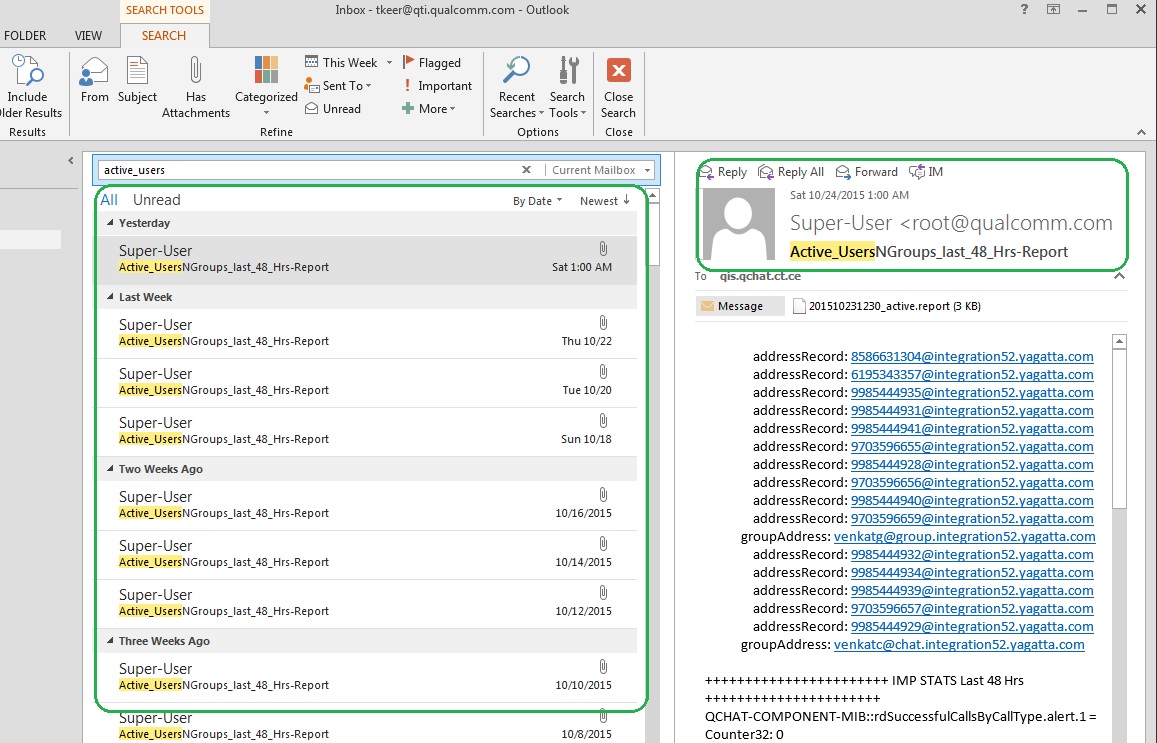 SEARCH TOOLS
Inbox - tkeer@qti.qualcomm.com - Outlook
?
FOLDER
VIEW
SEARCH
Include
lder Results
From
Subject
Has
Attachments
Categorized
This Week
Sent To
Unread
Flagged
! Important
More
Recent
Searches
Search
Tools
Close
Search
Results
Refine
Options
Close
active_users
Current Mailbox
All Unread
By Date Newest
Yesterday
Super-User
Active_UsersNGroups_last_48_Hrs-Report
Sat 1:00 AM
Last Week
Super-User
Active_UsersNGroups_last_48_Hrs-Report
Thu 10/22
Super-User
Active_UsersNGroups_last_48_Hrs-Report
Tue 10/20
Super-User
Active_UsersNGroups_last_48_Hrs-Report
Sun 10/18
Two Weeks Ago
Super-User
Active_UsersNGroups_last_48_Hrs-Report
10/16/2015
Super-User
Active_UsersNGroups_last_48_Hrs-Report
10/14/2015
Super-User
Active_UsersNGroups_last_48_Hrs-Report
10/12/2015
Three Weeks Ago
Super-User
Active_UsersNGroups_last_48_Hrs-Report
10/10/2015
Super-User
Active_UsersNGroups_last_48_Hrs-Report
10/8/2015
Reply Reply All Forward IM
Sat 10/24/2015 1:00 AM
Super-User <root@qualcomm.com
Active_UsersNGroups_last_48_Hrs-Report
To qis.qchat.ct.ce
Message 201510231230_active.report (3 KB)
addressRecord: 8586631304@integration52.yagatta.com
addressRecord: 6195343357@integration52.yagatta.com
addressRecord: 9985444935@integration52.yagatta.com
addressRecord: 9985444931@integration52.yagatta.com
addressRecord: 9985444941@integration52.yagatta.com
addressRecord: 9703596655@integration52.yagatta.com
addressRecord: 9985444928@integration52.yagatta.com
addressRecord: 9703596656@integration52.yagatta.com
addressRecord: 9985444940@integration52.yagatta.com
addressRecord: 9703596659@integration52.yagatta.com
groupAddress: venkatg@group.integration52.yagatta.com
addressRecord: 9985444932@integration52.yagatta.com
addressRecord: 9985444934@integration52.yagatta.com
addressRecord: 9985444939@integration52.yagatta.com
addressRecord: 9703596657@integration52.yagatta.com
addressRecord: 9985444929@integration52.yagatta.com
groupAddress: venkatc@chat.integration52.yagatta.com
+++++++++++++++++++++++ IMP STATS Last 48 Hrs
++++++++++++++++++++++
QCHAT-COMPONENT-MIB::rdSuccessfulCallsByCallType.alert.1 =
Counter32: 0